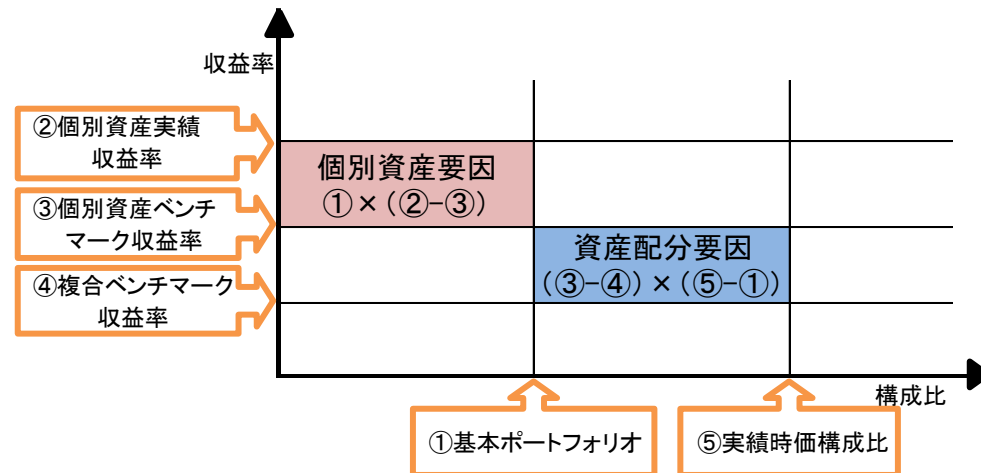 収益率
②個別資産実績
収益率
個別資産要因
①×(②-③)
③個別資産ベンチ
マーク収益率
資産配分要因
(③-④)×(⑤-①)
④複合ベンチマーク
収益率
構成比
①基本ポートフォリオ
⑤実績時価構成比